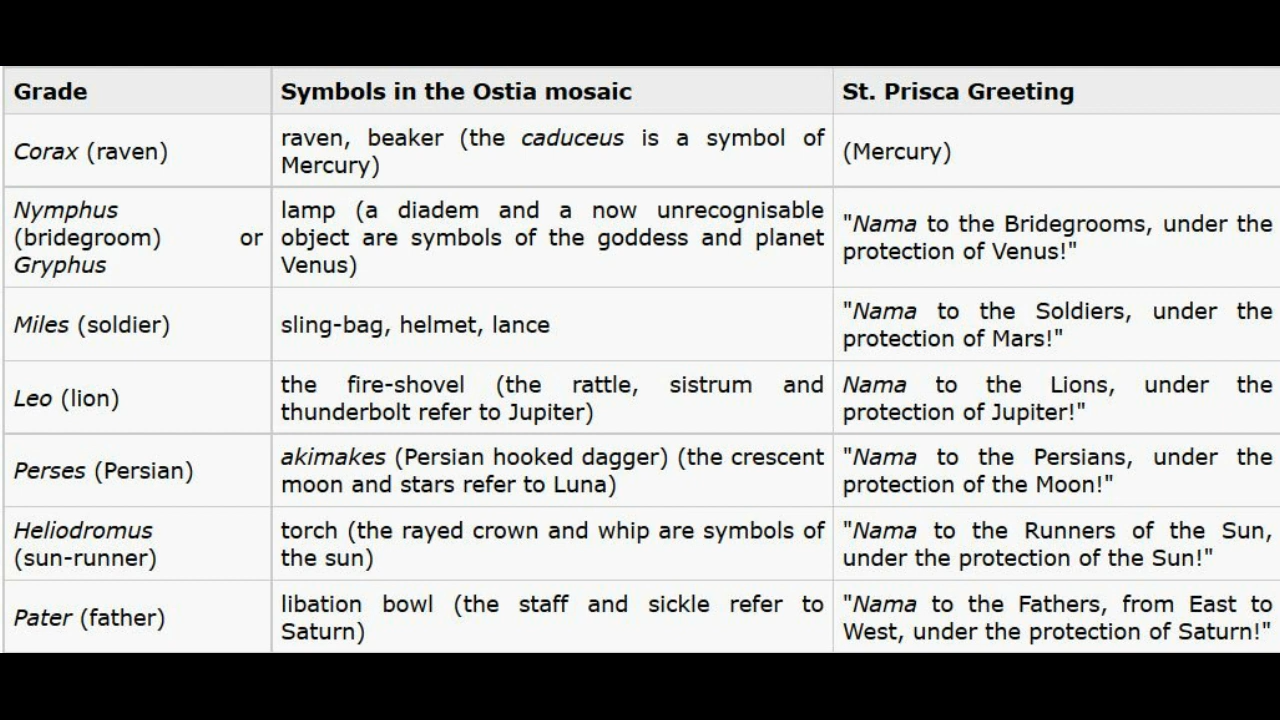 Grade Symbols in the Ostia mosaic St. Prisca Greeting
Corax (raven)
raven, beaker (the caduceus is a symbol of
Mercury)
(Mercury)
Nymphus
(bridegroom) or
Gryphus
lamp (a diadem and a now unrecognisable
object are symbols of the goddess and planet
Venus)
"Nama to the Bridegrooms, under the
protection of Venus!"
Miles (soldier)
sling-bag, helmet, lance
"Nama to the Soldiers, under the
protection of Mars!"
Leo (lion)
the fire-shovel (the rattle, sistrum and
thunderbolt refer to Jupiter)
Nama to the Lions, under the
protection of Jupiter!"
Perses (Persian)
akimakes (Persian hooked dagger) (the crescent
moon and stars refer to Luna)
"Nama to the Persians, under the
protection of the Moon!"
Heliodromus
(sun-runner)
torch (the rayed crown and whip are symbols of
the sun)
"Nama to the Runners of the Sun,
under the protection of the Sun!"
Pater (father)
libation bowl (the staff and sickle refer to
Saturn)
"Nama to the Fathers, from East to
West, under the protection of Saturn!"